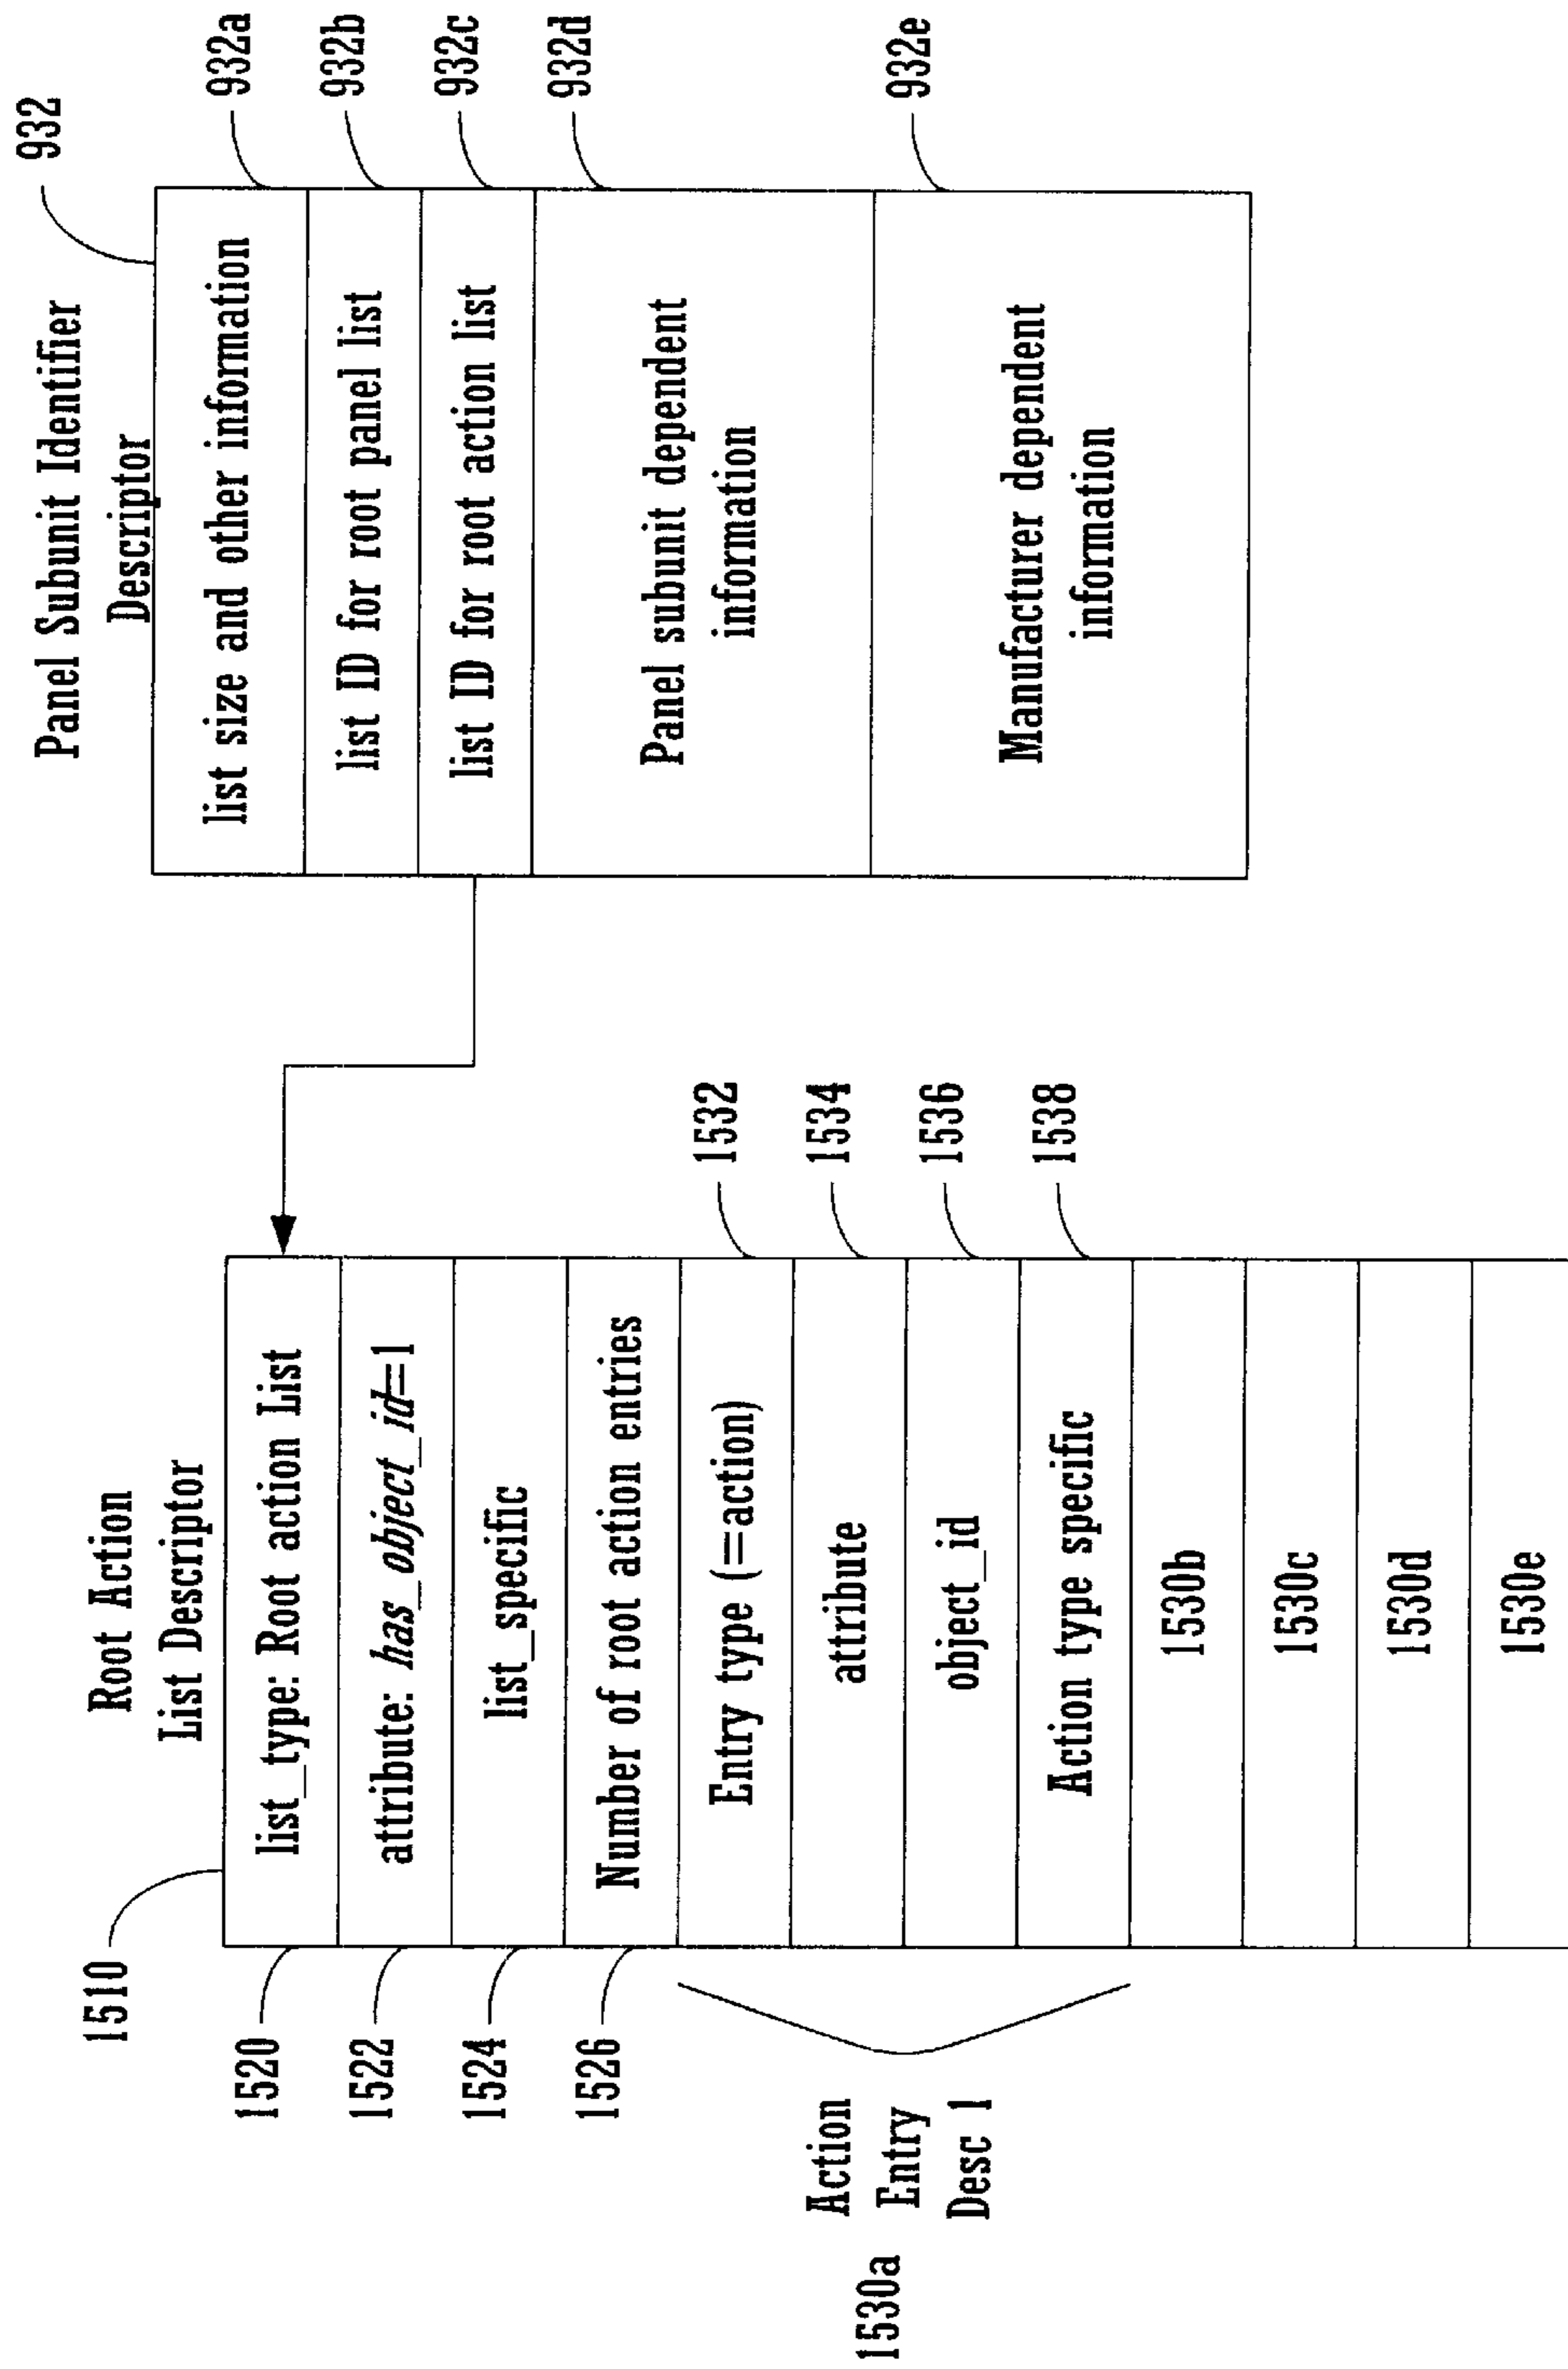 Root Action
List Descriptor
1510
list_type: Root action List
1520
attribute: has_object_id=1
1522
list_specific
1524
Number of root action entries
1526
Entry type (=action)
1532
attribute
1534
object_id
1536
Action type specific
1538
1530b
1530c
1530d
1530e
Action
Entry
Desc 1
1530a
Panel Subunit Identifier
Descriptor
932
list size and other information
932a
list ID for root panel list
932b
list ID for root action list
932c
Panel subunit dependent
information
932d
Manufacturer dependent
information
932e